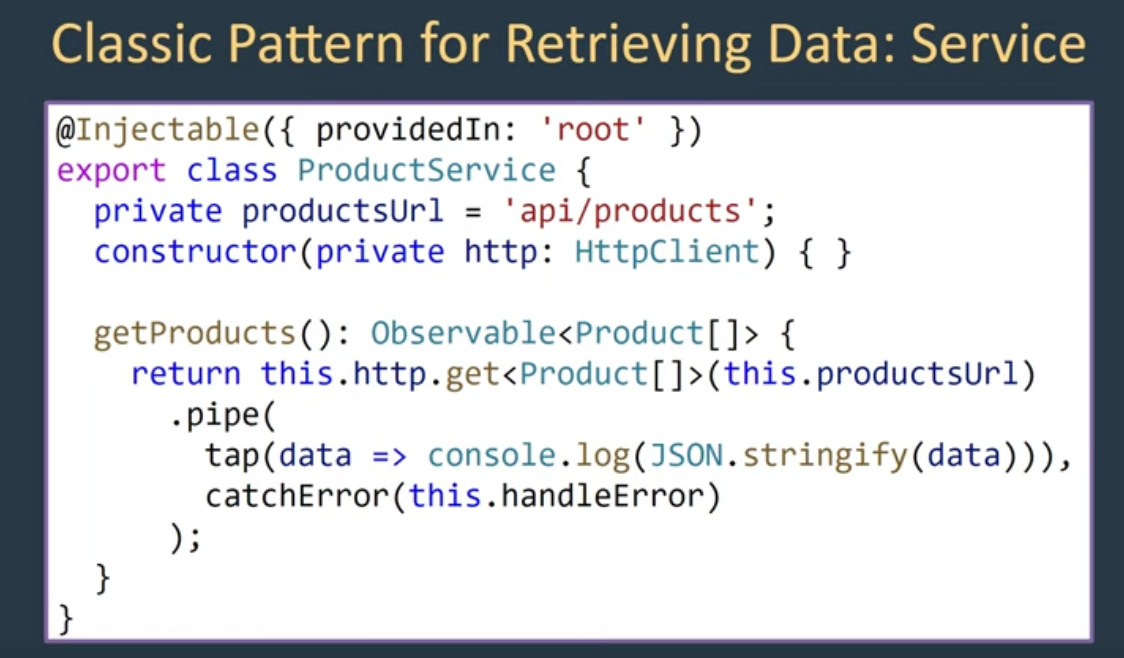 Classic Pattern for Retrieving Data: Service
@Injectable({ providedIn: 'root' })
export class ProductService {
  private productsUrl = 'api/products';
  constructor(private http: HttpClient) { }

  getProducts(): Observable<Product[]> {
    return this.http.get<Product[]>(this.productsUrl)
      .pipe(
        tap(data => console.log(JSON.stringify(data))),
        catchError(this.handleError)
      );
  }
}